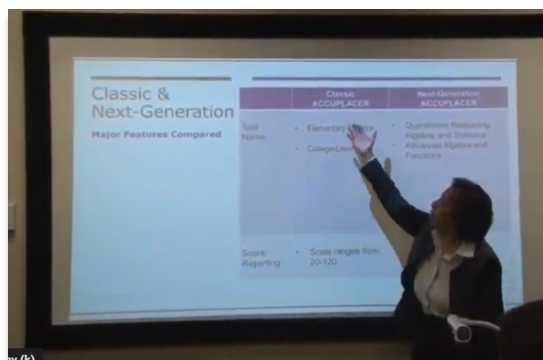 Classic &
Next-Generation
Major Features Compared
Classic
ACCUPLACER
Next-Generation
ACCUPLACER
Test
Name
• Elementary
• College-Level
• Quantitative Reasoning
Algebra, and Statistics
• Advanced Algebra and
Functions
Score
Reporting
• Scale ranges from
20-120